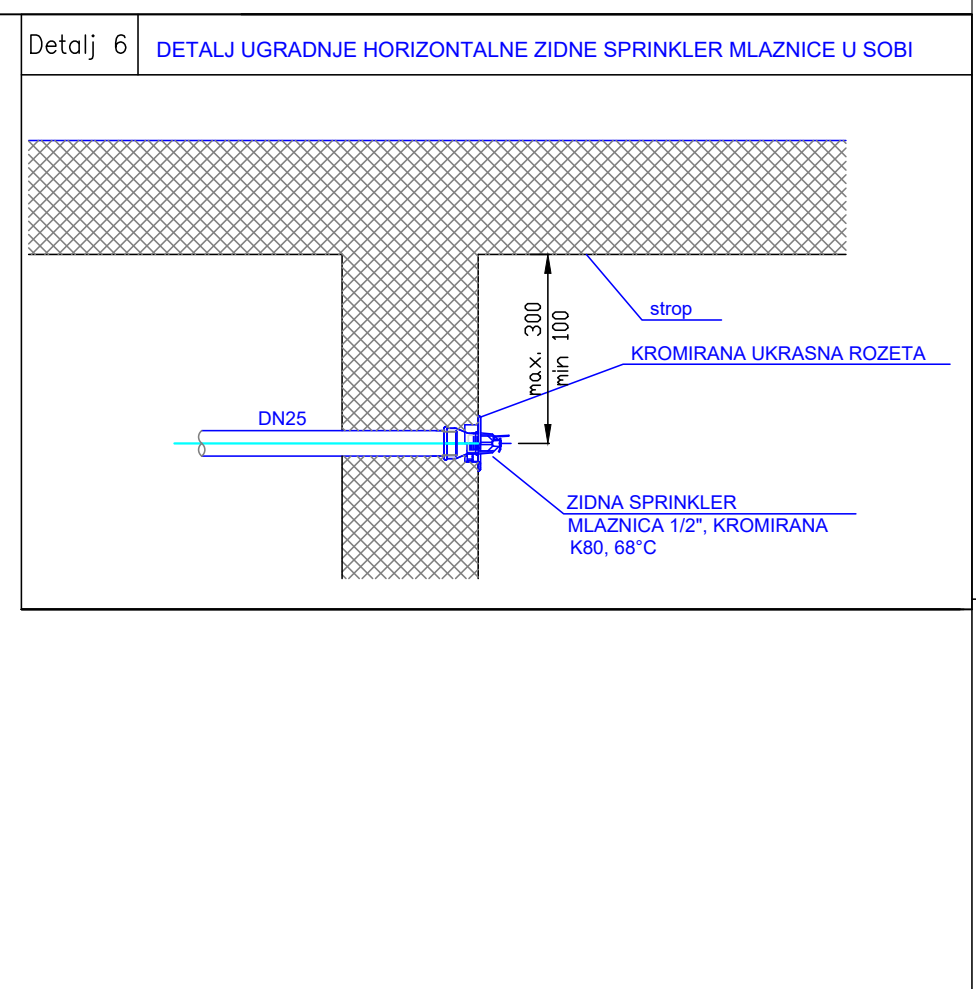 Detalj 6
DETALJ UGRADNJE HORIZONTALNE ZIDNE SPRINKLER MLAZNICE U SOBI
max. 300
min 100
strop
KROMIRANA UKRASNA ROZETA
DN25
ZIDNA SPRINKLER
MLAZNICA 1/2", KROMIRANA
K80, 68°C